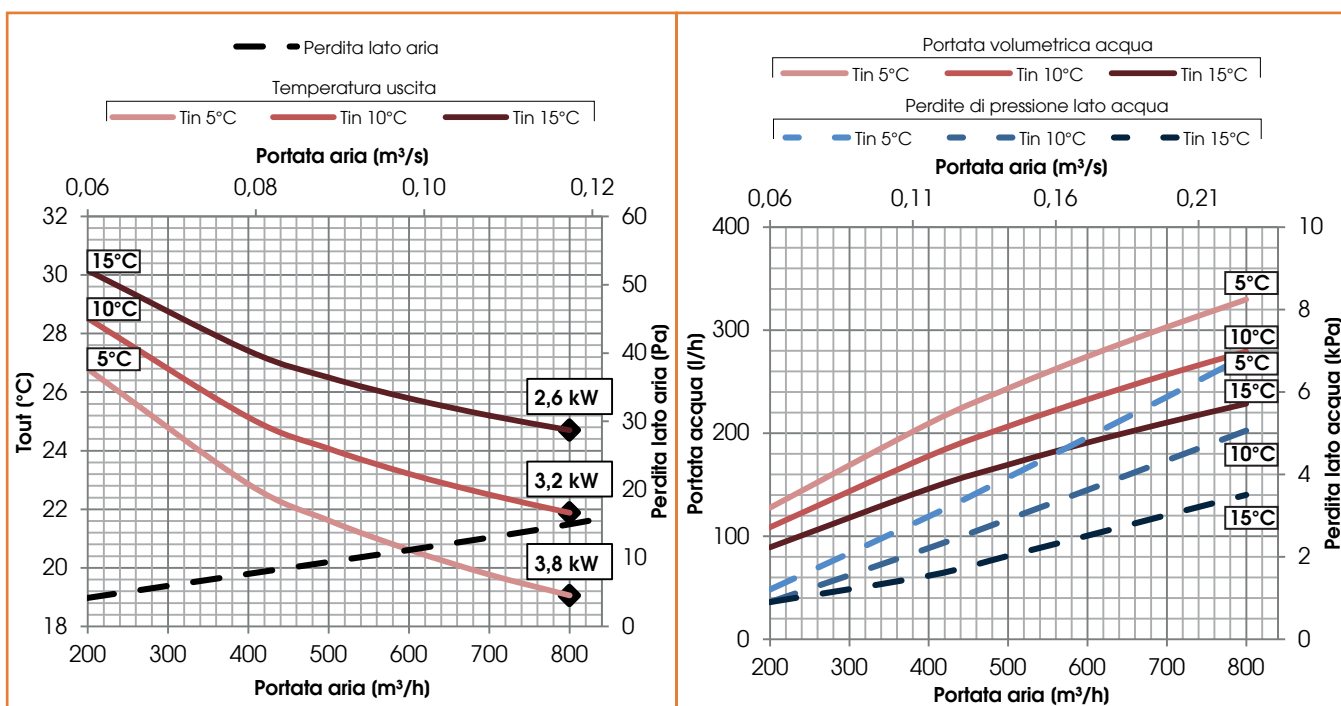 Perdita lato aria
Temperatura uscita
Tin 5°C Tin 10°C Tin 15°C
Portata aria (m³/s)
0,06 0,08 0,10 0,12
32 60
30 50
28 40
26 30
24
22 20
20 10
18 0
Tout (°C)
Perdita lato aria (Pa)
15°C
10°C
5°C
2,6 kW
3,2 kW
3,8 kW
200 300 400 500 600 700 800
Portata aria (m³/h)
Portata volumetrica acqua
Tin 5°C Tin 10°C Tin 15°C
Perdite di pressione lato acqua
Tin 5°C Tin 10°C Tin 15°C
Portata aria (m³/s)
0,06 0,11 0,16 0,21
400 10
300 8
200 6
100 4
0 2
0
Portata acqua (l/h)
Perdita lato acqua (kPa)
5°C
10°C
5°C
15°C
10°C
15°C
200 300 400 500 600 700 800
Portata aria (m³/h)